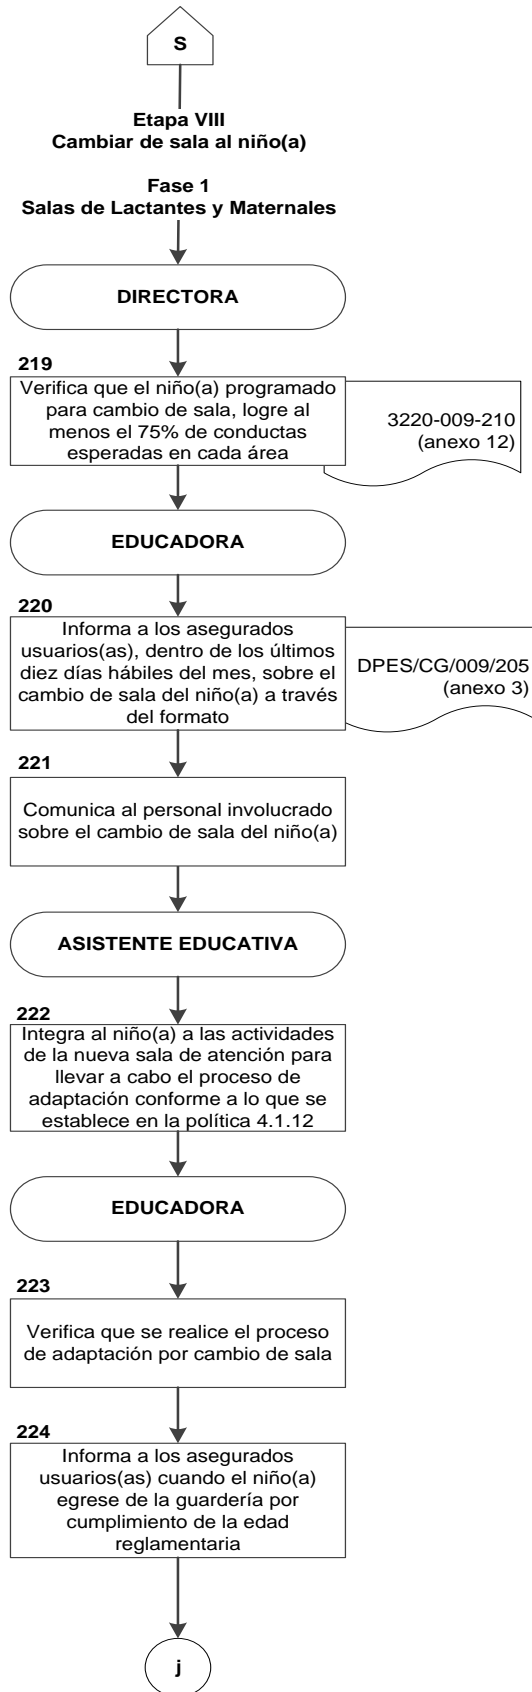 S
Etapa VIII
Cambiar de sala al niño(a)
Fase 1
Salas de Lactantes y Maternales
DIRECTORA
219
Verifica que el niño(a) programado
para cambio de sala, logre al
menos el 75% de conductas
esperadas en cada área
3220-009-210
(anexo 12)
EDUCADORA
220
Informa a los asegurados
usuarios(as), dentro de los últimos
diez días hábiles del mes, sobre el
cambio de sala del niño(a) a través
del formato
DPES/CG/009/205
(anexo 3)
221
Comunica al personal involucrado
sobre el cambio de sala del niño(a)
ASISTENTE EDUCATIVA
222
Integra al niño(a) a las actividades
de la nueva sala de atención para
llevar a cabo el proceso de
adaptación conforme a lo que se
establece en la política 4.1.12
EDUCADORA
223
Verifica que se realice el proceso
de adaptación por cambio de sala
224
Informa a los asegurados
usuarios(as) cuando el niño(a)
egrese de la guardería por
cumplimiento de la edad
reglamentaria
j